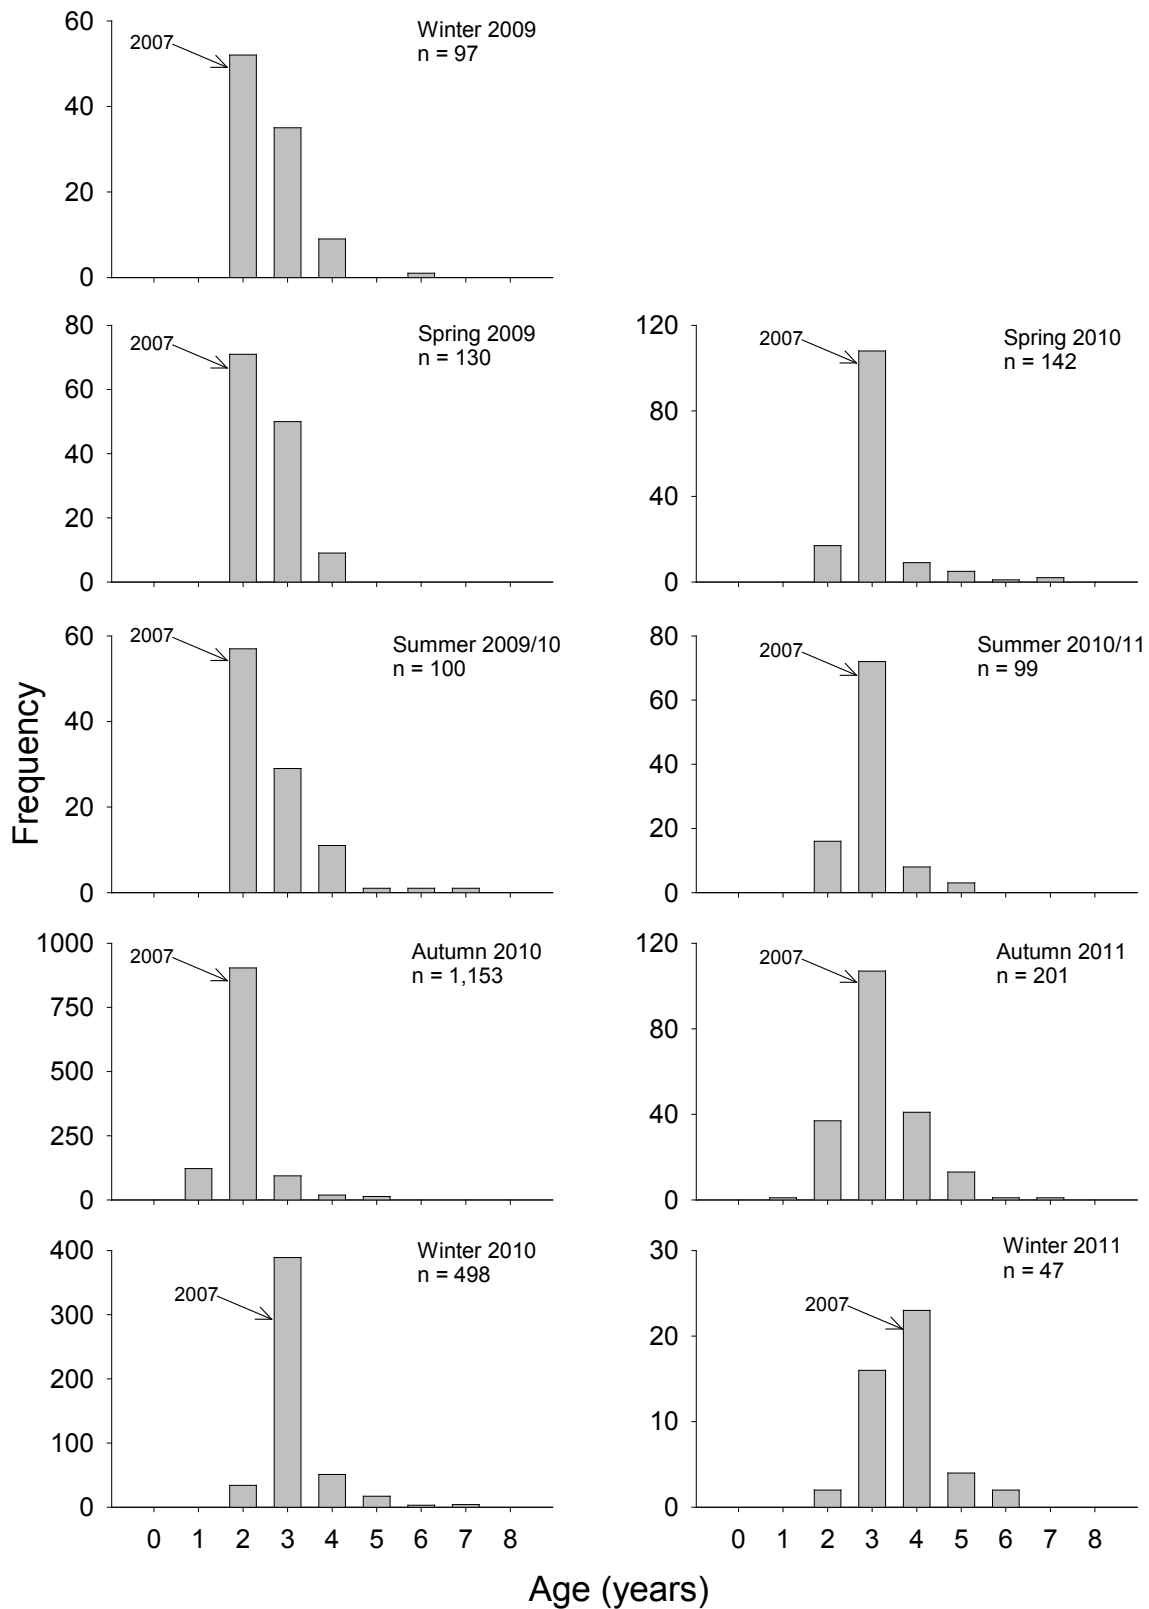 60
40
20
0
2007
Winter 2009
n = 97
80
60
40
20
0
2007
Spring 2009
n = 130
120
80
40
0
2007
Spring 2010
n = 142
60
40
20
0
2007
Summer 2009/10
n = 100
80
60
40
20
0
2007
Summer 2010/11
n = 99
Frequency
1000
750
500
250
0
2007
Autumn 2010
n = 1,153
120
80
40
0
2007
Autumn 2011
n = 201
400
300
200
100
0
2007
Winter 2010
n = 498
0 1 2 3 4 5 6 7 8
30
20
10
0
2007
Winter 2011
n = 47
0 1 2 3 4 5 6 7 8
Age (years)